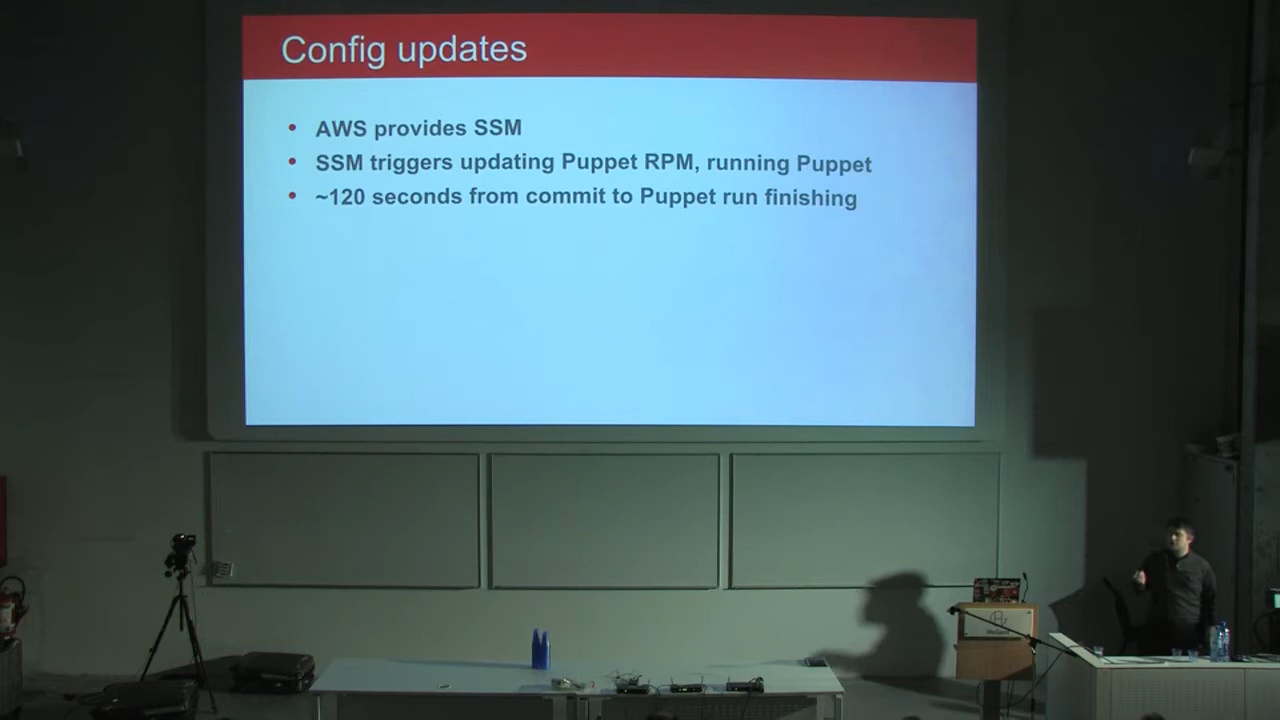 Config updates
• AWS provides SSM
• SSM triggers updating Puppet RPM, running Puppet
• ~120 seconds from commit to Puppet run finishing